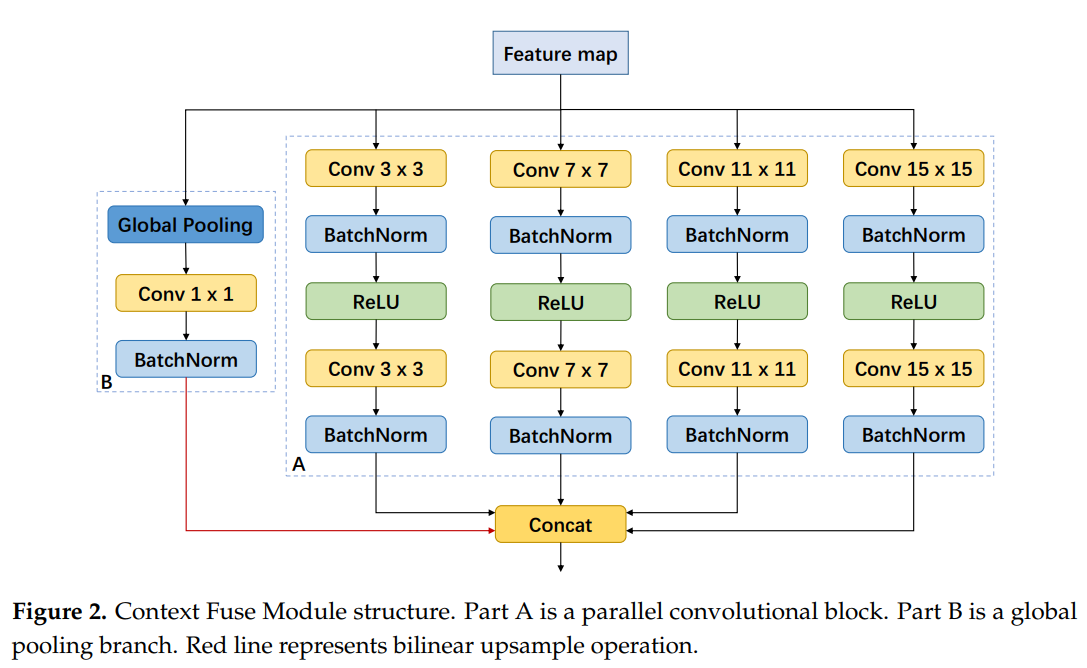 Feature map
Conv 3 x 3
Conv 7 x 7
Conv 11 x 11
Conv 15 x 15
Global Pooling
BatchNorm
BatchNorm
BatchNorm
BatchNorm
Conv 1 x 1
ReLU
ReLU
ReLU
ReLU
BatchNorm
Conv 3 x 3
Conv 7 x 7
Conv 11 x 11
Conv 15 x 15
B
BatchNorm
BatchNorm
BatchNorm
BatchNorm
A
Concat
Figure 2. Context Fuse Module structure. Part A is a parallel convolutional block. Part B is a global
pooling branch. Red line represents bilinear upsample operation.